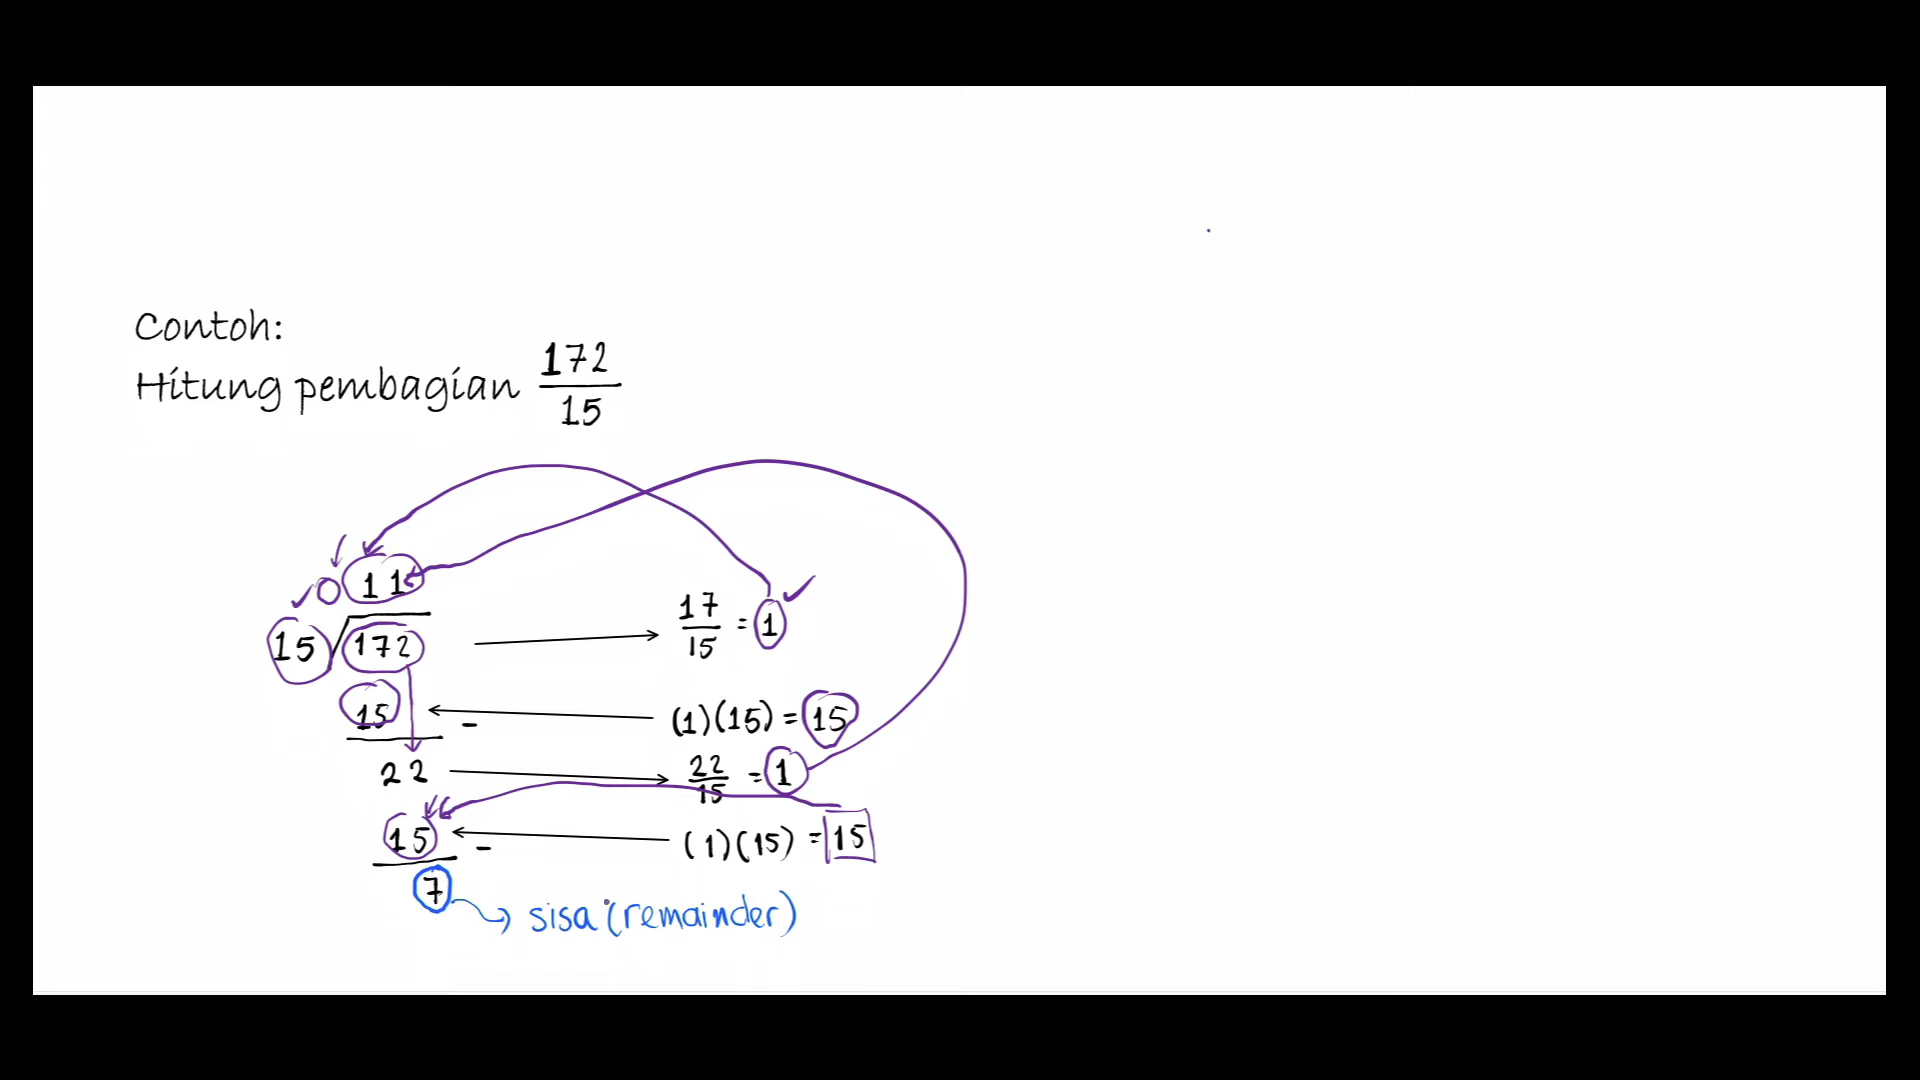 Contoh:
Hitung pembagian 172/15
0 11
15 √172
17/15 = 1
15 -
(1)(15) = 15
22
22/15 = 1
15 -
(1)(15) = 15
7
sisa (remainder)